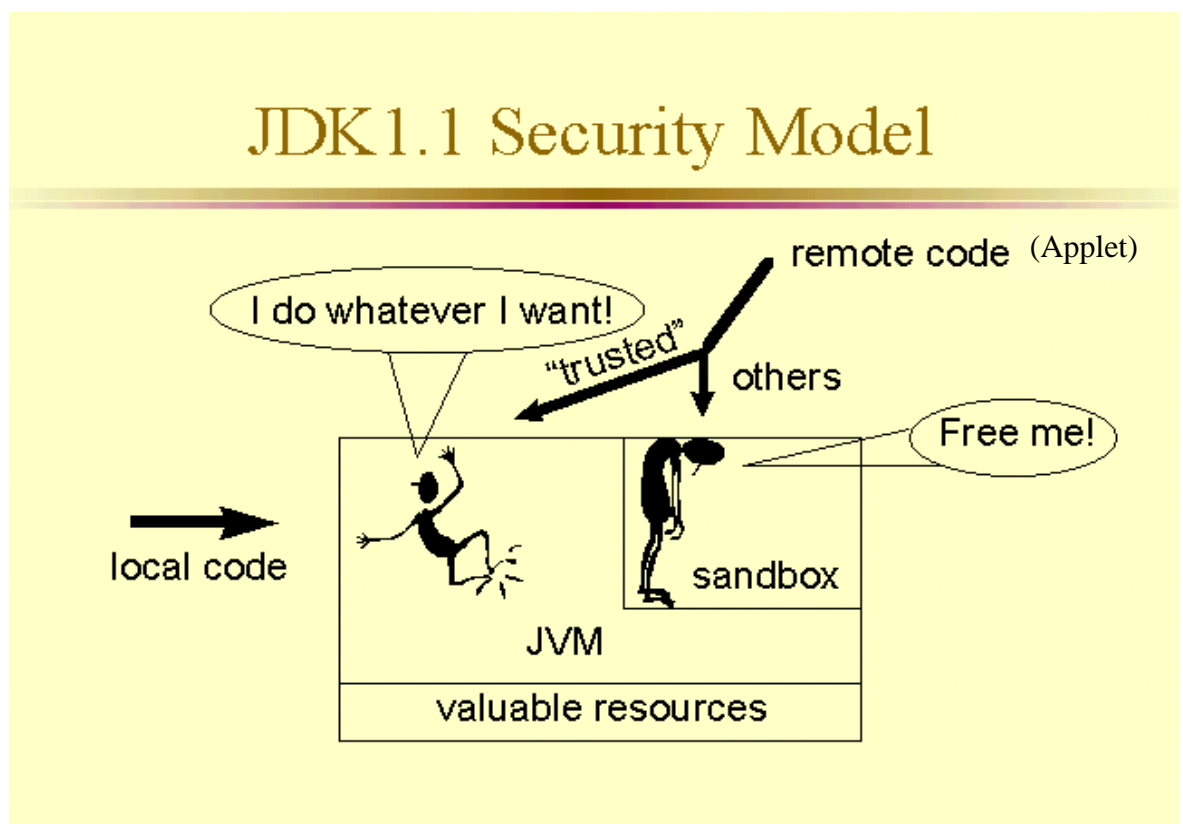 JDK1.1 Security Model
remote code (Applet)
I do whatever I want!
“trusted”
others
Free me!
local code
sandbox
JVM
valuable resources